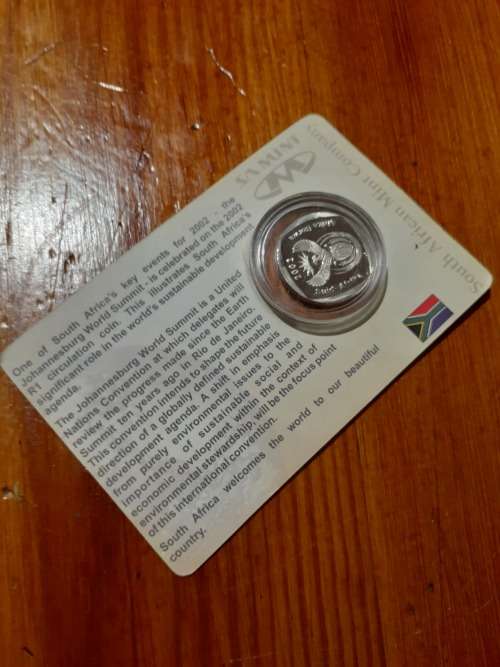 South African Mint Company
SAMINT
One of South Africa's key events for 2002 - the
Johannesburg World Summit - is celebrated on the 2002
R1 circulation coin. This illustrates South Africa's
significant role in the world's sustainable development
agenda.
The Johannesburg World Summit is a United
Nations Convention at which delegates will
review the progress made since the Earth
Summit ten years ago in Rio de Janeiro.
This convention intends to shape the future
direction of a globally defined sustainable
development agenda. A shift in emphasis
from purely environmental issues to the
importance of sustainable social and
economic development within the context of
environmental stewardship, will be the focus point
of this international convention.
South Africa welcomes the world to our beautiful
country.
2002